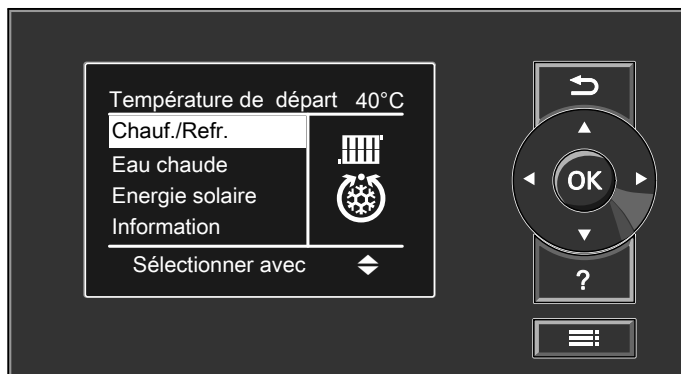 Température de départ 40°C
Chauf./Refr.
Eau chaude
Energie solaire
Information
Sélectionner avec
OK
?